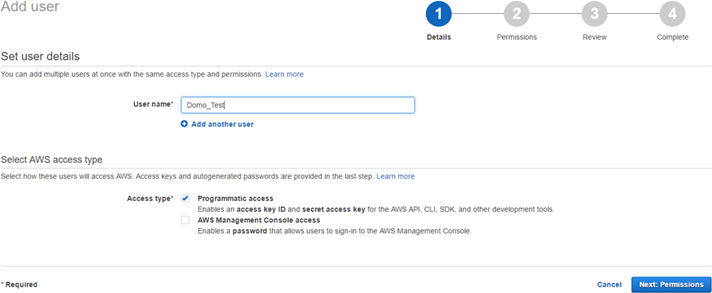 Add user
1 2 3 4
Details Permissions Review Complete
Set user details
You can add multiple users at once with the same access type and permissions. Learn more
User name* Domo_Test
Add another user
Select AWS access type
Select how these users will access AWS. Access keys and autogenerated passwords are provided in the last step. Learn more
Access type* Programmatic access
Enables an access key ID and secret access key for the AWS API, CLI, SDK, and other development tools.
AWS Management Console access
Enables a password that allows users to sign-in to the AWS Management Console.
* Required Cancel Next: Permissions